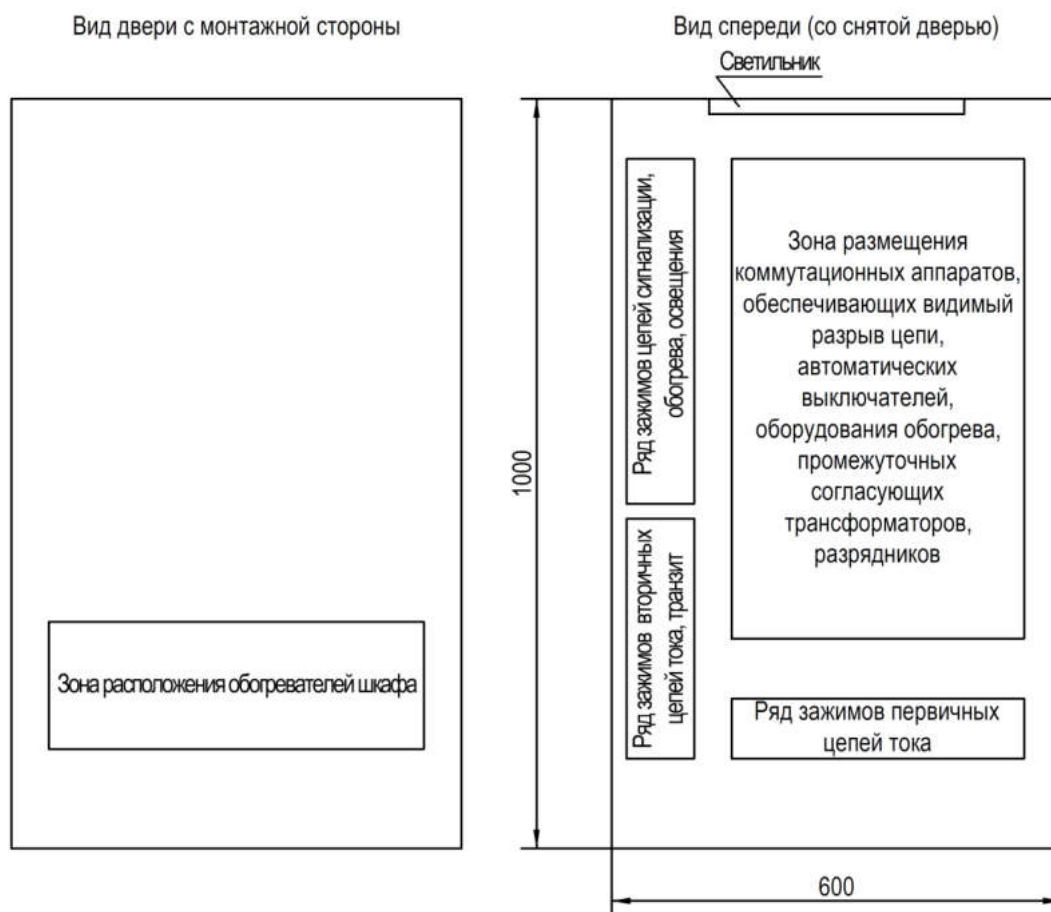 Вид двери с монтажной стороны
Зона расположения обогревателей шкафа
Вид спереди (со снятой дверью)
Светильник
1000
Ряд зажимов цепей сигнализации,
обогрева, освещения
Ряд зажимов вторичных
цепей тока, транзит
Зона размещения
коммутационных аппаратов,
обеспечивающих видимый
разрыв цепи,
автоматических
выключателей,
оборудования обогрева,
промежуточных
согласующих
трансформаторов,
разрядников
Ряд зажимов первичных
цепей тока
600